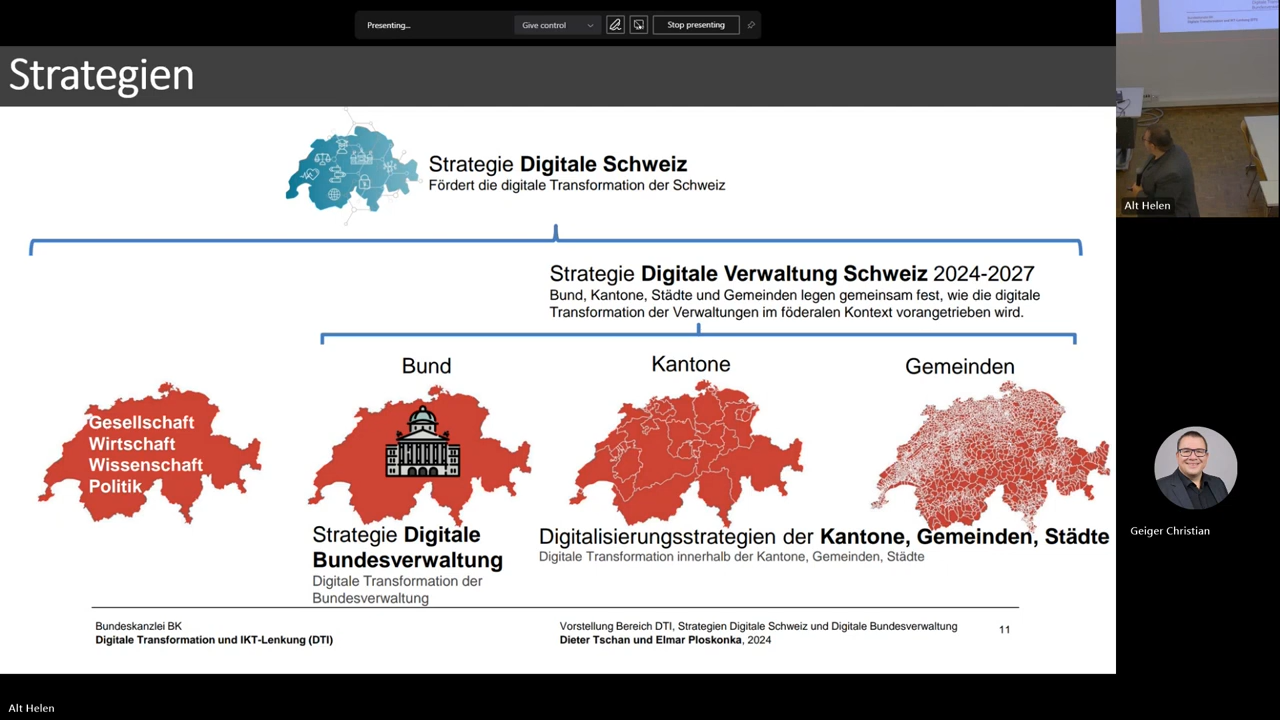 Presenting...
Give control
Stop presenting
Strategien
Strategie Digitale Schweiz
Fördert die digitale Transformation der Schweiz
Strategie Digitale Verwaltung Schweiz 2024-2027
Bund, Kantone, Städte und Gemeinden legen gemeinsam fest, wie die digitale
Transformation der Verwaltungen im föderalen Kontext vorangetrieben wird.
Bund
Kantone
Gemeinden
Gesellschaft
Wirtschaft
Wissenschaft
Politik
Strategie Digitale
Bundesverwaltung
Digitale Transformation der
Bundesverwaltung
Digitalisierungsstrategien der Kantone, Gemeinden, Städte
Digitale Transformation innerhalb der Kantone, Gemeinden, Städte
Bundeskanzlei BK
Digitale Transformation und IKT-Lenkung (DTI)
Vorstellung Bereich DTI, Strategien Digitale Schweiz und Digitale Bundesverwaltung
Dieter Tschan und Elmar Ploskonka, 2024
11
Alt Helen
Geiger Christian
Alt Helen